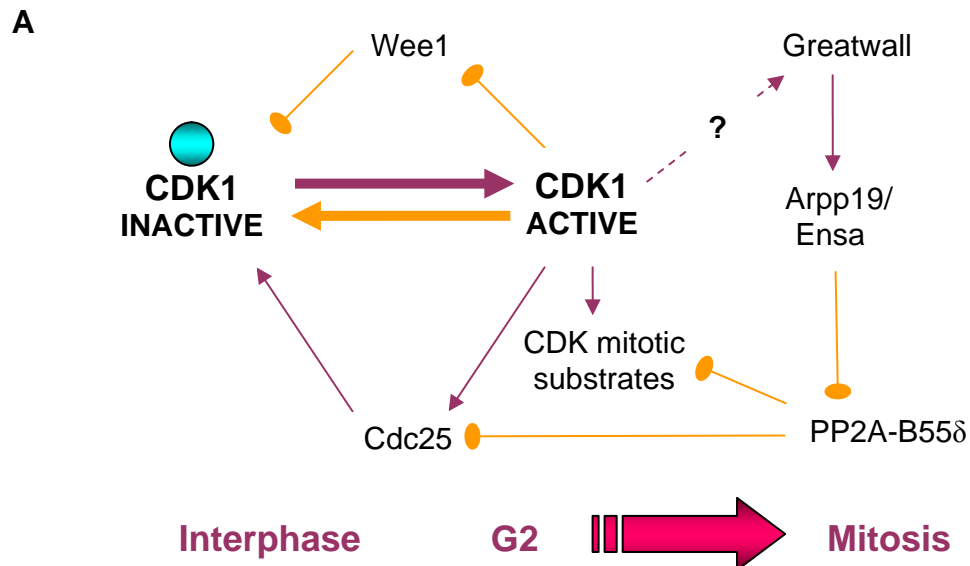 A
Wee1
Greatwall
?
CDK1
INACTIVE
CDK1
ACTIVE
Arpp19/
Ensa
CDK mitotic
substrates
Cdc25
PP2A-B55δ
Interphase
G2
Mitosis